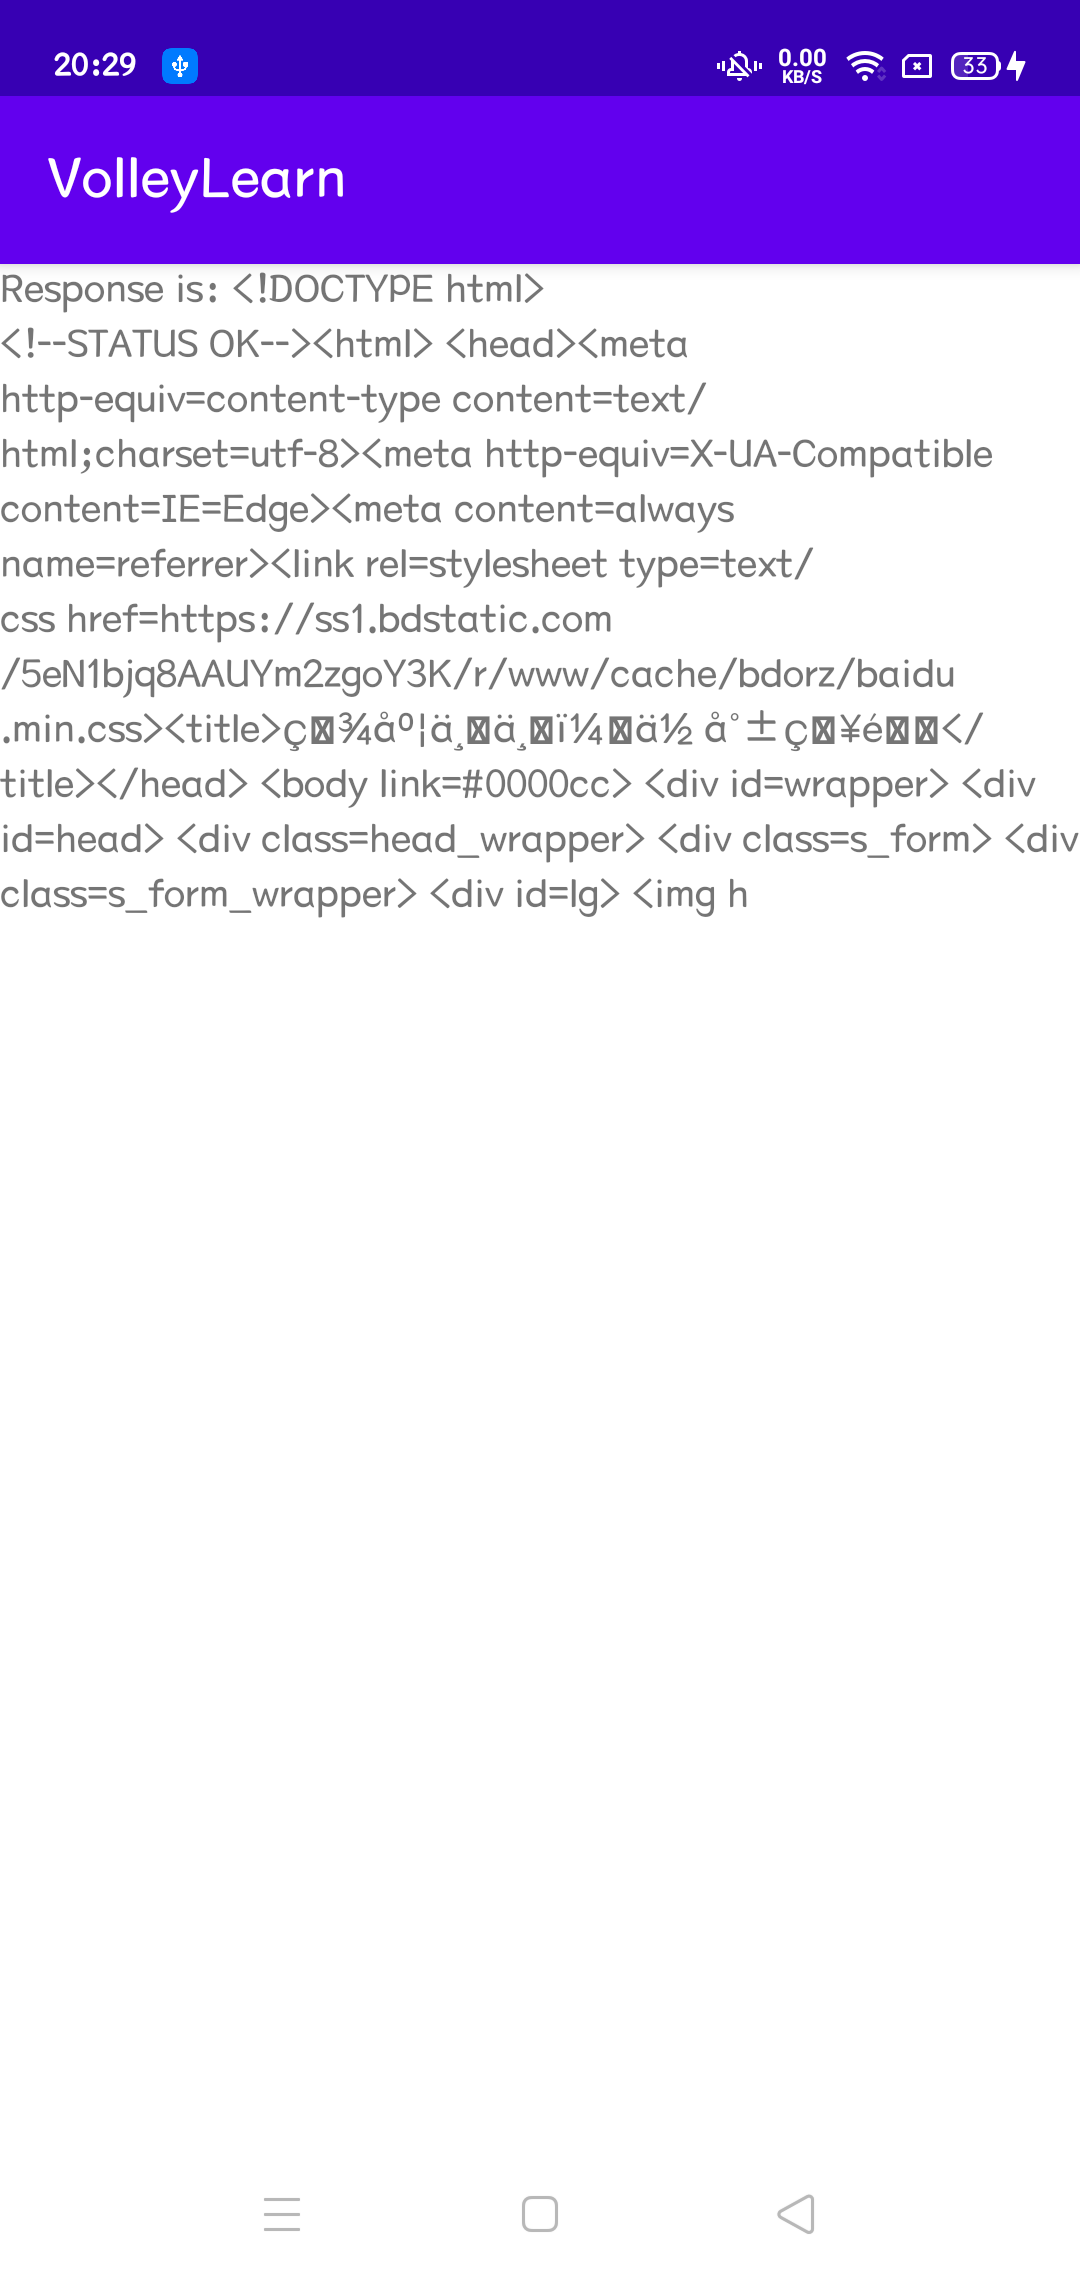 20:29
0.00
KB/S
33
VolleyLearn
Response is: <!DOCTYPE html>
<!--STATUS OK--><html> <head><meta
http-equiv=content-type content=text/
html;charset=utf-8><meta http-equiv=X-UA-Compatible
content=IE=Edge><meta content=always
name=referrer><link rel=stylesheet type=text/
css href=https://ss1.bdstatic.com
/5eN1bjq8AAUYm2zgoY3K/r/www/cache/bdorz/baidu
.min.css><title>ç¾åº¦ä¸ä¸ï¼ä½ å°±ç¥é</
title></head> <body link=#0000cc> <div id=wrapper> <div
id=head> <div class=head_wrapper> <div class=s_form> <div
class=s_form_wrapper> <div id=lg> <img h